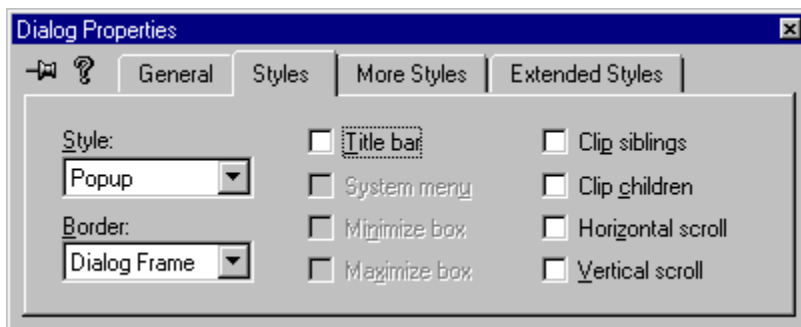 Dialog Properties
General Styles More Styles Extended Styles
Style: Title bar Clip siblings
Popup System menu Clip children
Border: Minimize box Horizontal scroll
Dialog Frame Maximize box Vertical scroll